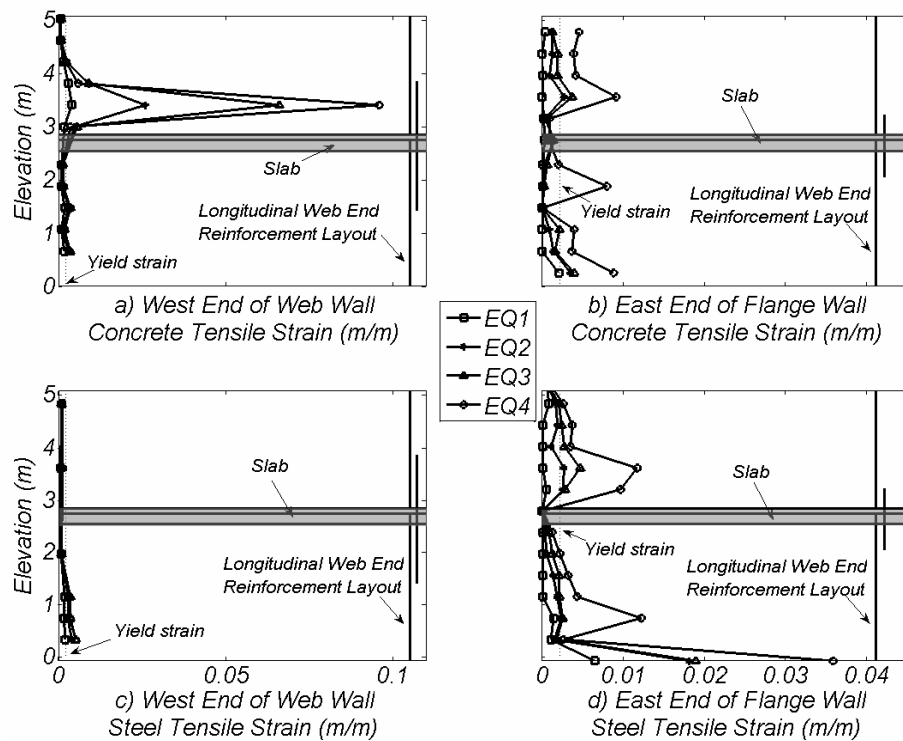 5
4
3
2
1
0
Elevation (m)
Slab
Longitudinal Web End
Reinforcement Layout
Yield strain
a) West End of Web Wall
Concrete Tensile Strain (m/m)
Slab
Yield strain
Longitudinal Web End
Reinforcement Layout
b) East End of Flange Wall
Concrete Tensile Strain (m/m)
EQ1
EQ2
EQ3
EQ4
5
4
3
2
1
0
Elevation (m)
Slab
Longitudinal Web End
Reinforcement Layout
Yield strain
0 0.05 0.1
c) West End of Web Wall
Steel Tensile Strain (m/m)
Slab
Yield strain
Longitudinal Web End
Reinforcement Layout
0 0.01 0.02 0.03 0.04
d) East End of Flange Wall
Steel Tensile Strain (m/m)